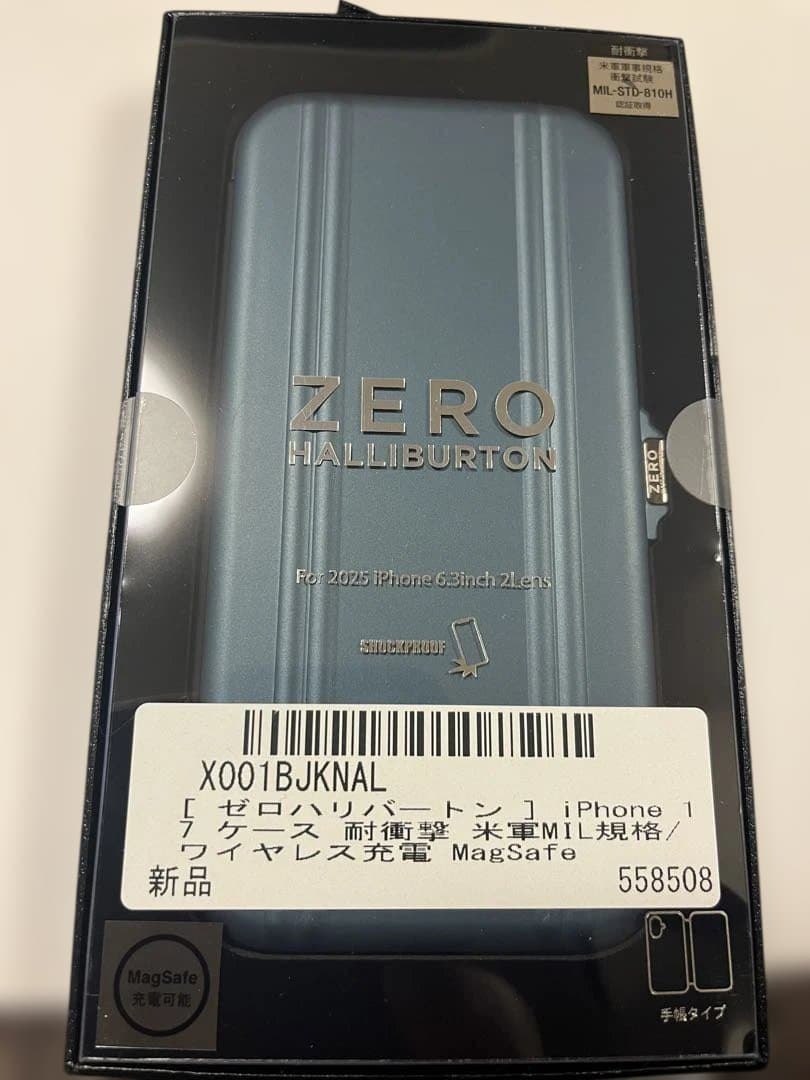 耐衝撃
米軍軍事規格
衝撃試験
MIL-STD-810H
認証取得
ZERO
HALLIBURTON
ZERO
For 2025 iPhone 6.3inch 2Lens
SHOCKPROOF
X001BJKNAL
[ ゼロハリバートン ] iPhone 1
7 ケース 耐衝撃 米軍MIL規格/
ワイヤレス充電 MagSafe
新品 558508
MagSafe
充電可能
手帳タイプ